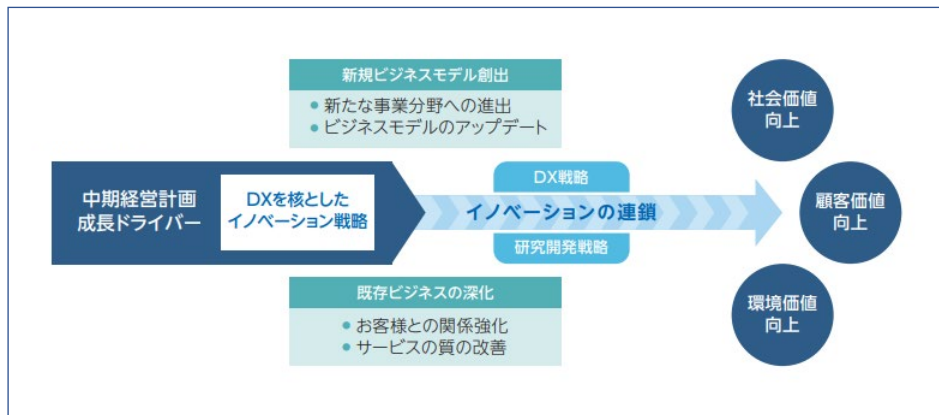 新規ビジネスモデル創出
● 新たな事業分野への進出
● ビジネスモデルのアップデート
中期経営計画
成長ドライバー
DXを核とした
イノベーション戦略
DX戦略
イノベーションの連鎖
研究開発戦略
既存ビジネスの深化
● お客様との関係強化
● サービスの質の改善
社会価値
向上
顧客価値
向上
環境価値
向上